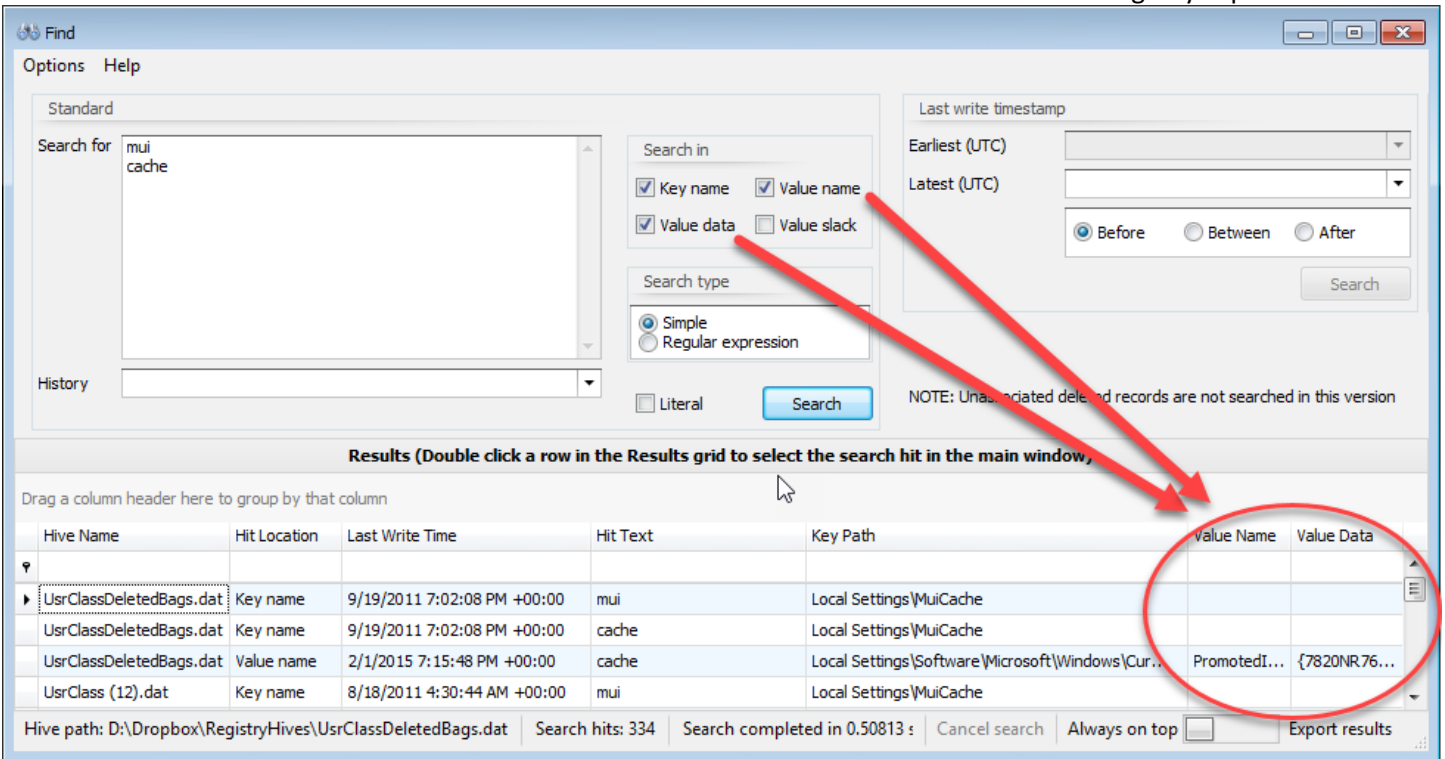 Find
Options Help
Standard
Search for
mui
cache
Search in
Key name Value name
Value data Value slack
Search type
Simple
Regular expression
History
Literal Search
Last write timestamp
Earliest (UTC)
Latest (UTC)
Before Between After
Search
NOTE: Unassociated deleted records are not searched in this version
Results (Double click a row in the Results grid to select the search hit in the main window)
Drag a column header here to group by that column
Hive Name Hit Location Last Write Time Hit Text Key Path Value Name Value Data
UsrClassDeletedBags.dat Key name 9/19/2011 7:02:08 PM +00:00 mui Local Settings\MuiCache
UsrClassDeletedBags.dat Key name 9/19/2011 7:02:08 PM +00:00 cache Local Settings\MuiCache
UsrClassDeletedBags.dat Value name 2/1/2015 7:15:48 PM +00:00 cache Local Settings\Software\Microsoft\Windows\Cur... PromotedI... {7820NR76...
UsrClass (12).dat Key name 8/18/2011 4:30:44 AM +00:00 mui Local Settings\MuiCache
Hive path: D:\Dropbox\RegistryHives\UsrClassDeletedBags.dat Search hits: 334 Search completed in 0.50813 s Cancel search Always on top Export results